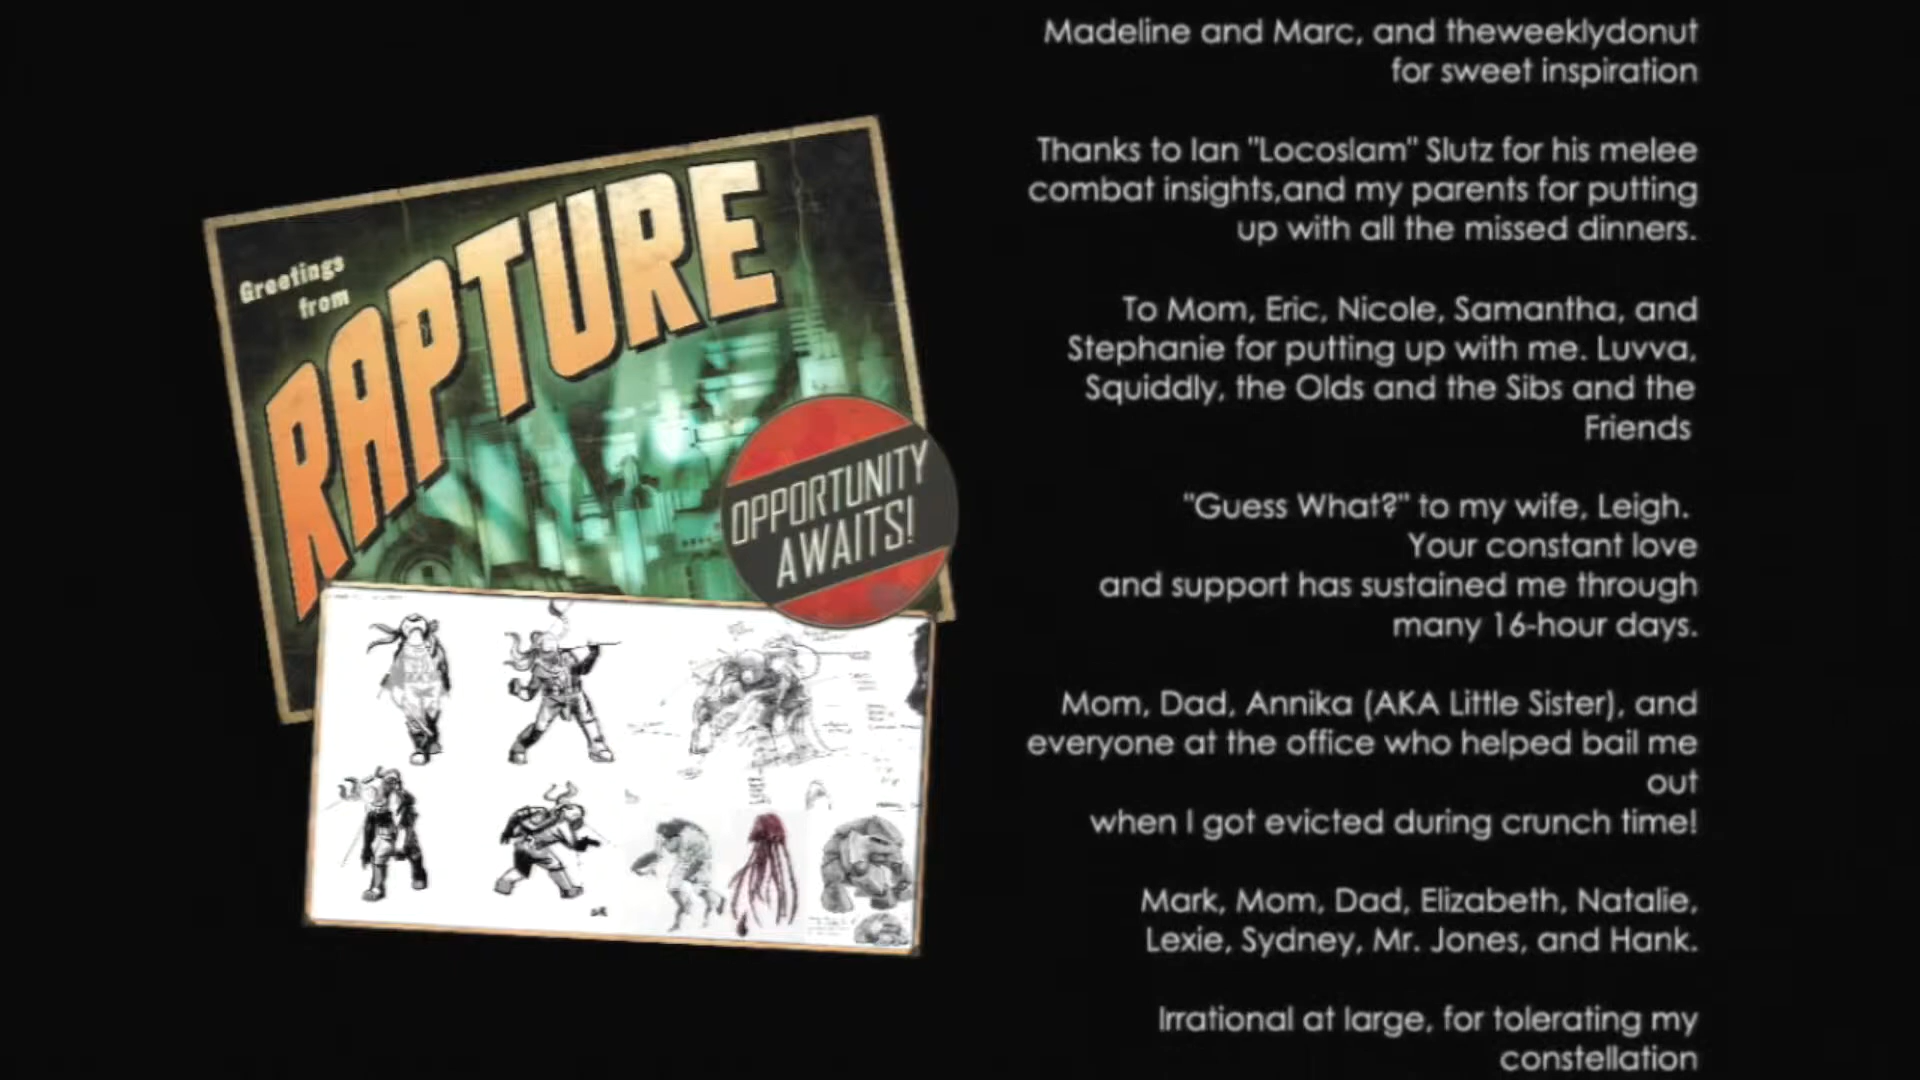 Greetings
from
RAPTURE
OPPORTUNITY
AWAITS!
Madeline and Marc, and theweeklydonut
for sweet inspiration
Thanks to Ian "Locoslam" Slutz for his melee
combat insights,and my parents for putting
up with all the missed dinners.
To Mom, Eric, Nicole, Samantha, and
Stephanie for putting up with me. Luvva,
Squiddly, the Olds and the Sibs and the
Friends
"Guess What?" to my wife, Leigh.
Your constant love
and support has sustained me through
many 16-hour days.
Mom, Dad, Annika (AKA Little Sister), and
everyone at the office who helped bail me
out
when I got evicted during crunch time!
Mark, Mom, Dad, Elizabeth, Natalie,
Lexie, Sydney, Mr. Jones, and Hank.
Irrational at large, for tolerating my
constellation